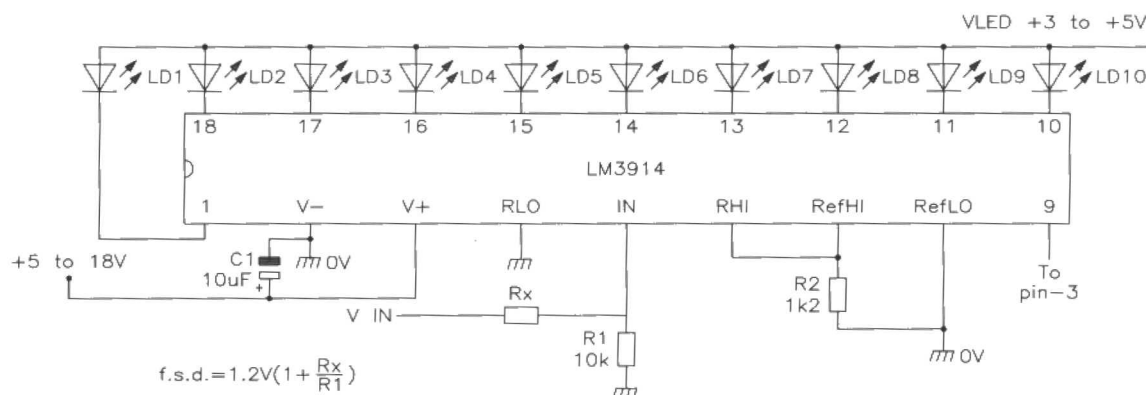 VLED +3 to +5V
LD1 LD2 LD3 LD4 LD5 LD6 LD7 LD8 LD9 LD10
18 17 16 15 14 13 12 11 10
LM3914
1 V- V+ RLO IN RHI RefHI RefLO 9
+5 to 18V
C1
10uF
+
0V
V IN
Rx
R1
10k
R2
1k2
0V
To
pin-3
f.s.d.=1.2V(1+Rx/R1)